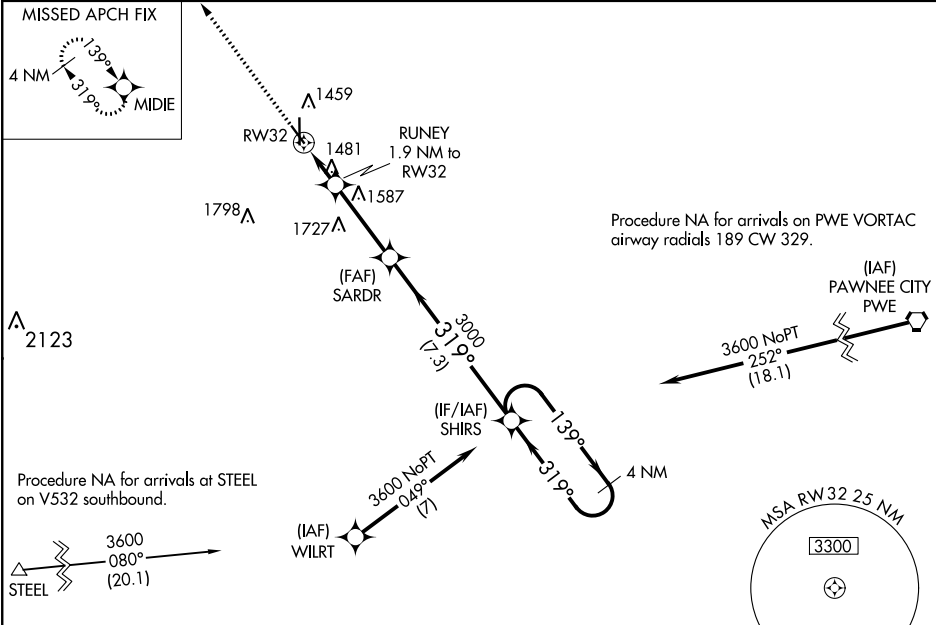 MISSED APCH FIX
139°
4 NM
319°
MIDIE
1459
RW32
RUNEY
1.9 NM to
RW32
1481
1587
1798
1727
Procedure NA for arrivals on PWE VORTAC
airway radials 189 CW 329.
(FAF)
SARDR
(IAF)
PAWNEE CITY
PWE
2123
3000
319°
(7.3)
3600 NoPT
252°
(18.1)
(IF/IAF)
SHIRS
139°
319°
4 NM
Procedure NA for arrivals at STEEL
on V532 southbound.
3600 NoPT
049°
(7)
(IAF)
WILRT
3600
080°
(20.1)
STEEL
MSA RW32 25 NM
3300